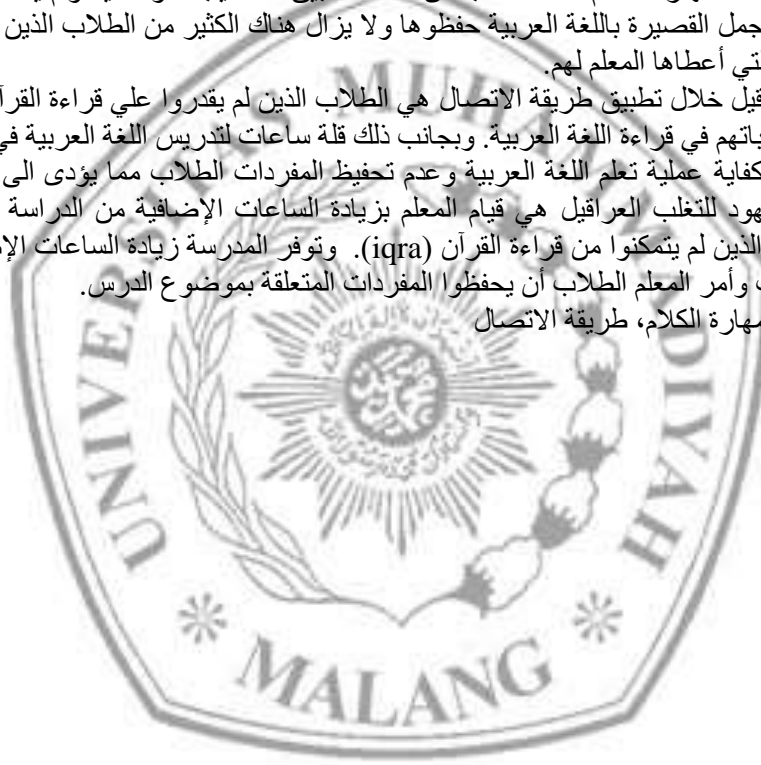 جمل القصيرة باللغة العربية حفظوها ولا يزال هناك الكثير من الطلاب الذين
تي أعطاها المعلم لهم.
قيل خلال تطبيق طريقة الاتصال هي الطلاب الذين لم يقدروا علي قراءة القرآ
باتهم في قراءة اللغة العربية. وبجانب ذلك قلة ساعات لتدريس اللغة العربية في
كفاية عملية تعلم اللغة العربية وعدم تحفيظ المفردات الطلاب مما يؤدى الى
هود للتغلب العراقيل هي قيام المعلم بزيادة الساعات الإضافية من الدراسة
الذين لم يتمكنوا من قراءة القرآن (iqra). وتوفر المدرسة زيادة الساعات الإ
وأمر المعلم الطلاب أن يحفظوا المفردات المتعلقة بموضوع الدرس.
مهارة الكلام، طريقة الاتصال
UNIVERSITAS MUHAMMADIYAH
MALANG